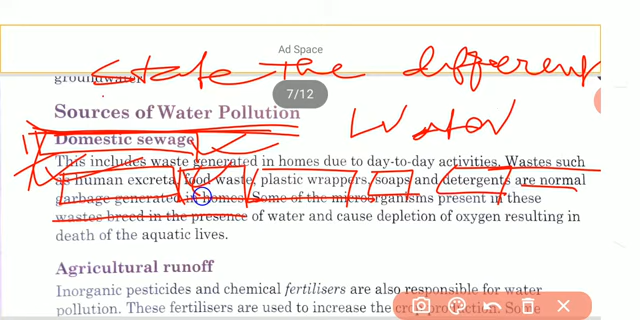 Ad Space
State The different
groundwater.
7/12
Sources of Water Pollution
Water
1)
Domestic sewage
This includes waste generated in homes due to day-to-day activities. Wastes such
as human excreta, food waste, plastic wrappers, soaps and detergents are normal
garbage generated in homes. Some of the microorganisms present in these
wastes breed in the presence of water and cause depletion of oxygen resulting in
death of the aquatic lives.
Agricultural runoff
Inorganic pesticides and chemical fertilisers are also responsible for water
pollution. These fertilisers are used to increase the crop production. Some